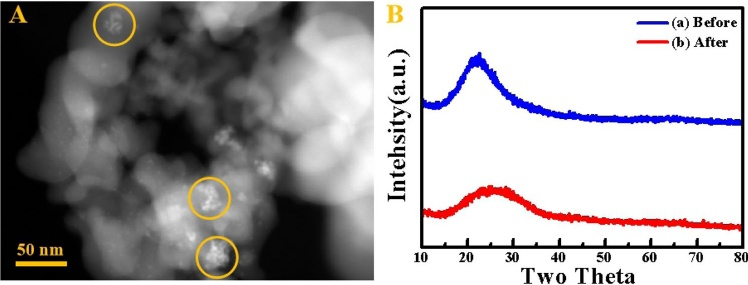 A
50 nm
B
(a) Before
(b) After
Intehsity(a.u.)
10 20 30 40 50 60 70 80
Two Theta